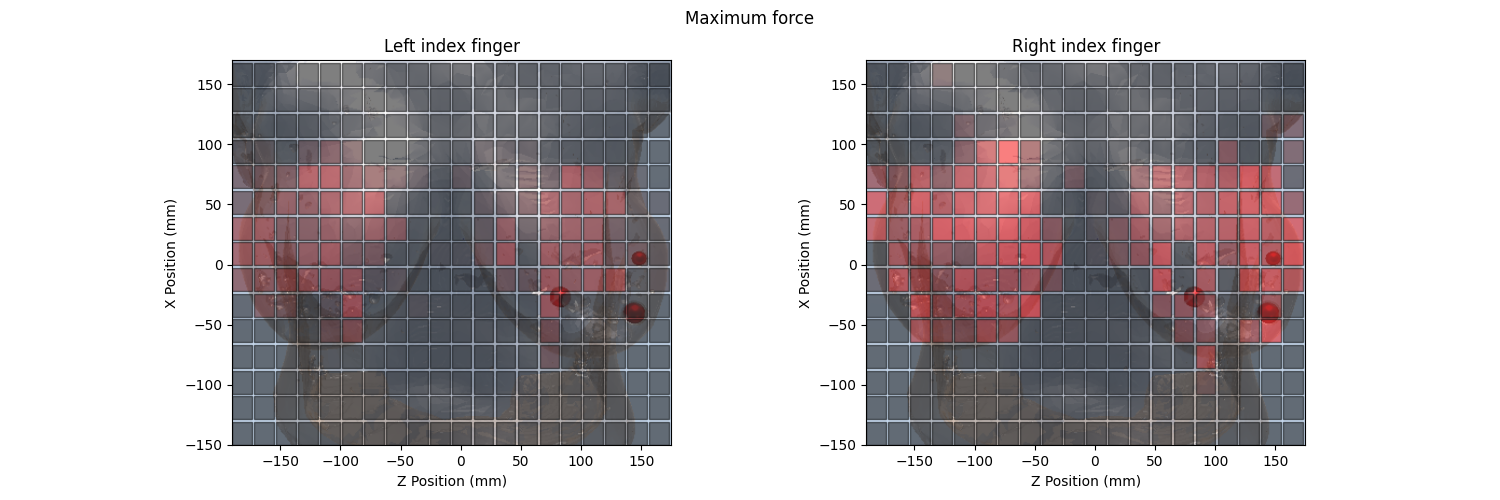 Maximum force
Left index finger
150
100
50
0
−50
−100
−150
−150 −100 −50 0 50 100 150
X Position (mm)
Z Position (mm)
Right index finger
150
100
50
0
−50
−100
−150
−150 −100 −50 0 50 100 150
X Position (mm)
Z Position (mm)